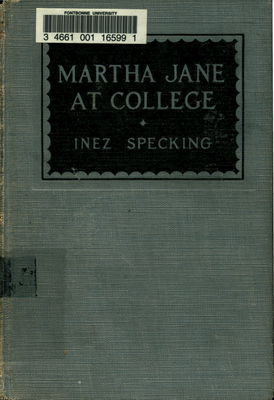 FONTBONNE UNIVERSITY
3 4661 001 16599 1
MARTHA JANE
AT COLLEGE
INEZ SPECKING